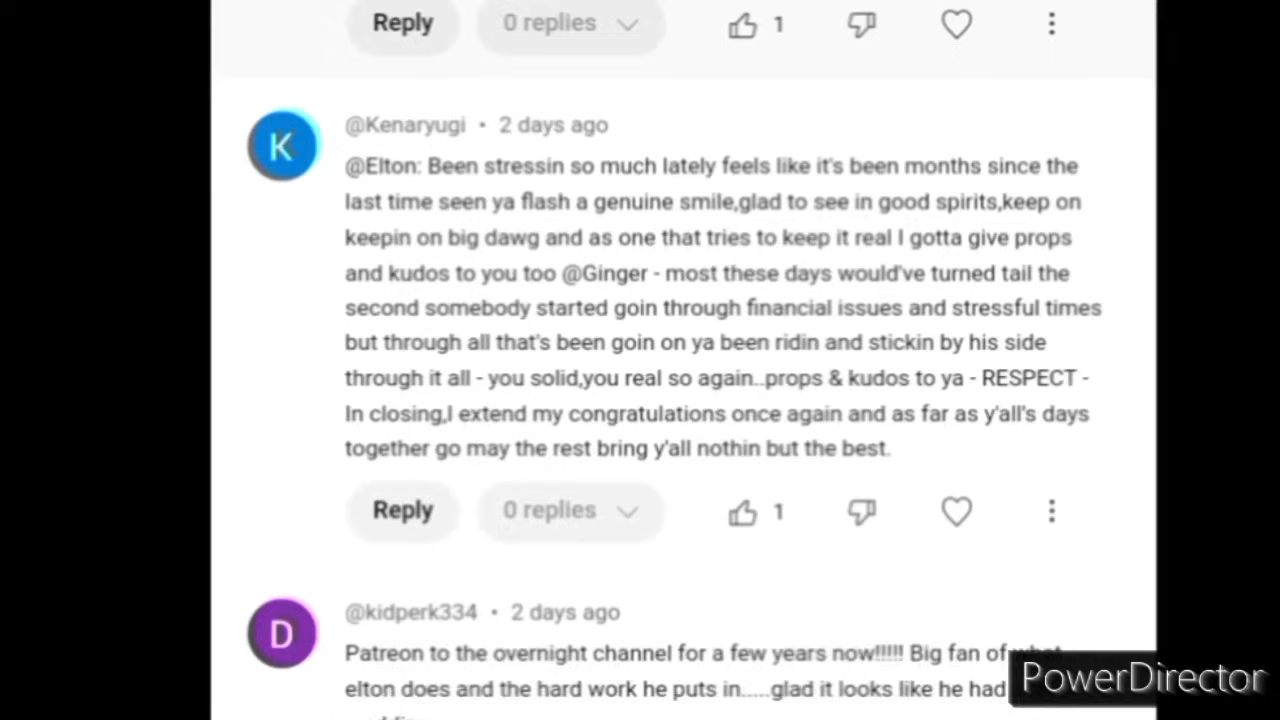 Reply 0 replies 1
@Kenaryugi • 2 days ago
K
@Elton: Been stressin so much lately feels like it's been months since the
last time seen ya flash a genuine smile,glad to see in good spirits,keep on
keepin on big dawg and as one that tries to keep it real I gotta give props
and kudos to you too @Ginger - most these days would've turned tail the
second somebody started goin through financial issues and stressful times
but through all that's been goin on ya been ridin and stickin by his side
through it all - you solid,you real so again..props & kudos to ya - RESPECT -
In closing,I extend my congratulations once again and as far as y'all's days
together go may the rest bring y'all nothin but the best.
Reply 0 replies 1
@kidperk334 • 2 days ago
D
Patreon to the overnight channel for a few years now!!!!! Big fan of what
elton does and the hard work he puts in.....glad it looks like he had
PowerDirector